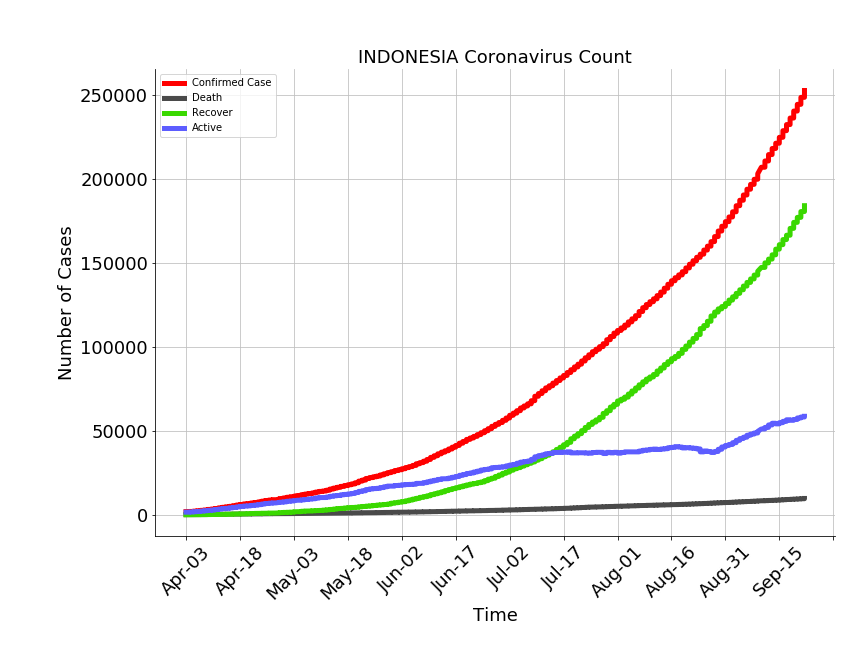 INDONESIA Coronavirus Count
Confirmed Case
Death
Recover
Active
Number of Cases
250000
200000
150000
100000
50000
0
Apr-03
Apr-18
May-03
May-18
Jun-02
Jun-17
Jul-02
Jul-17
Aug-01
Aug-16
Aug-31
Sep-15
Time